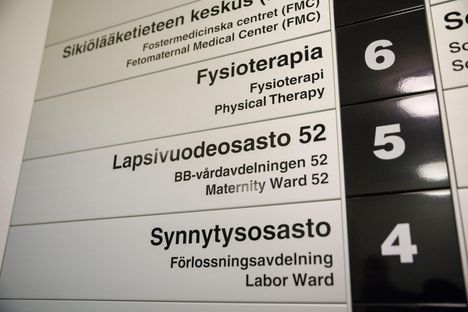 Sikiölääketieteen keskus (
Fostermedicinska centret (FMC)
Fetomaternal Medical Center (FMC)
Fysioterapia
Fysioterapi
Physical Therapy
6
Lapsivuodeosasto 52
BB-vårdavdelningen 52
Maternity Ward 52
5
Synnytysosasto
Förlossningsavdelning
Labor Ward
4